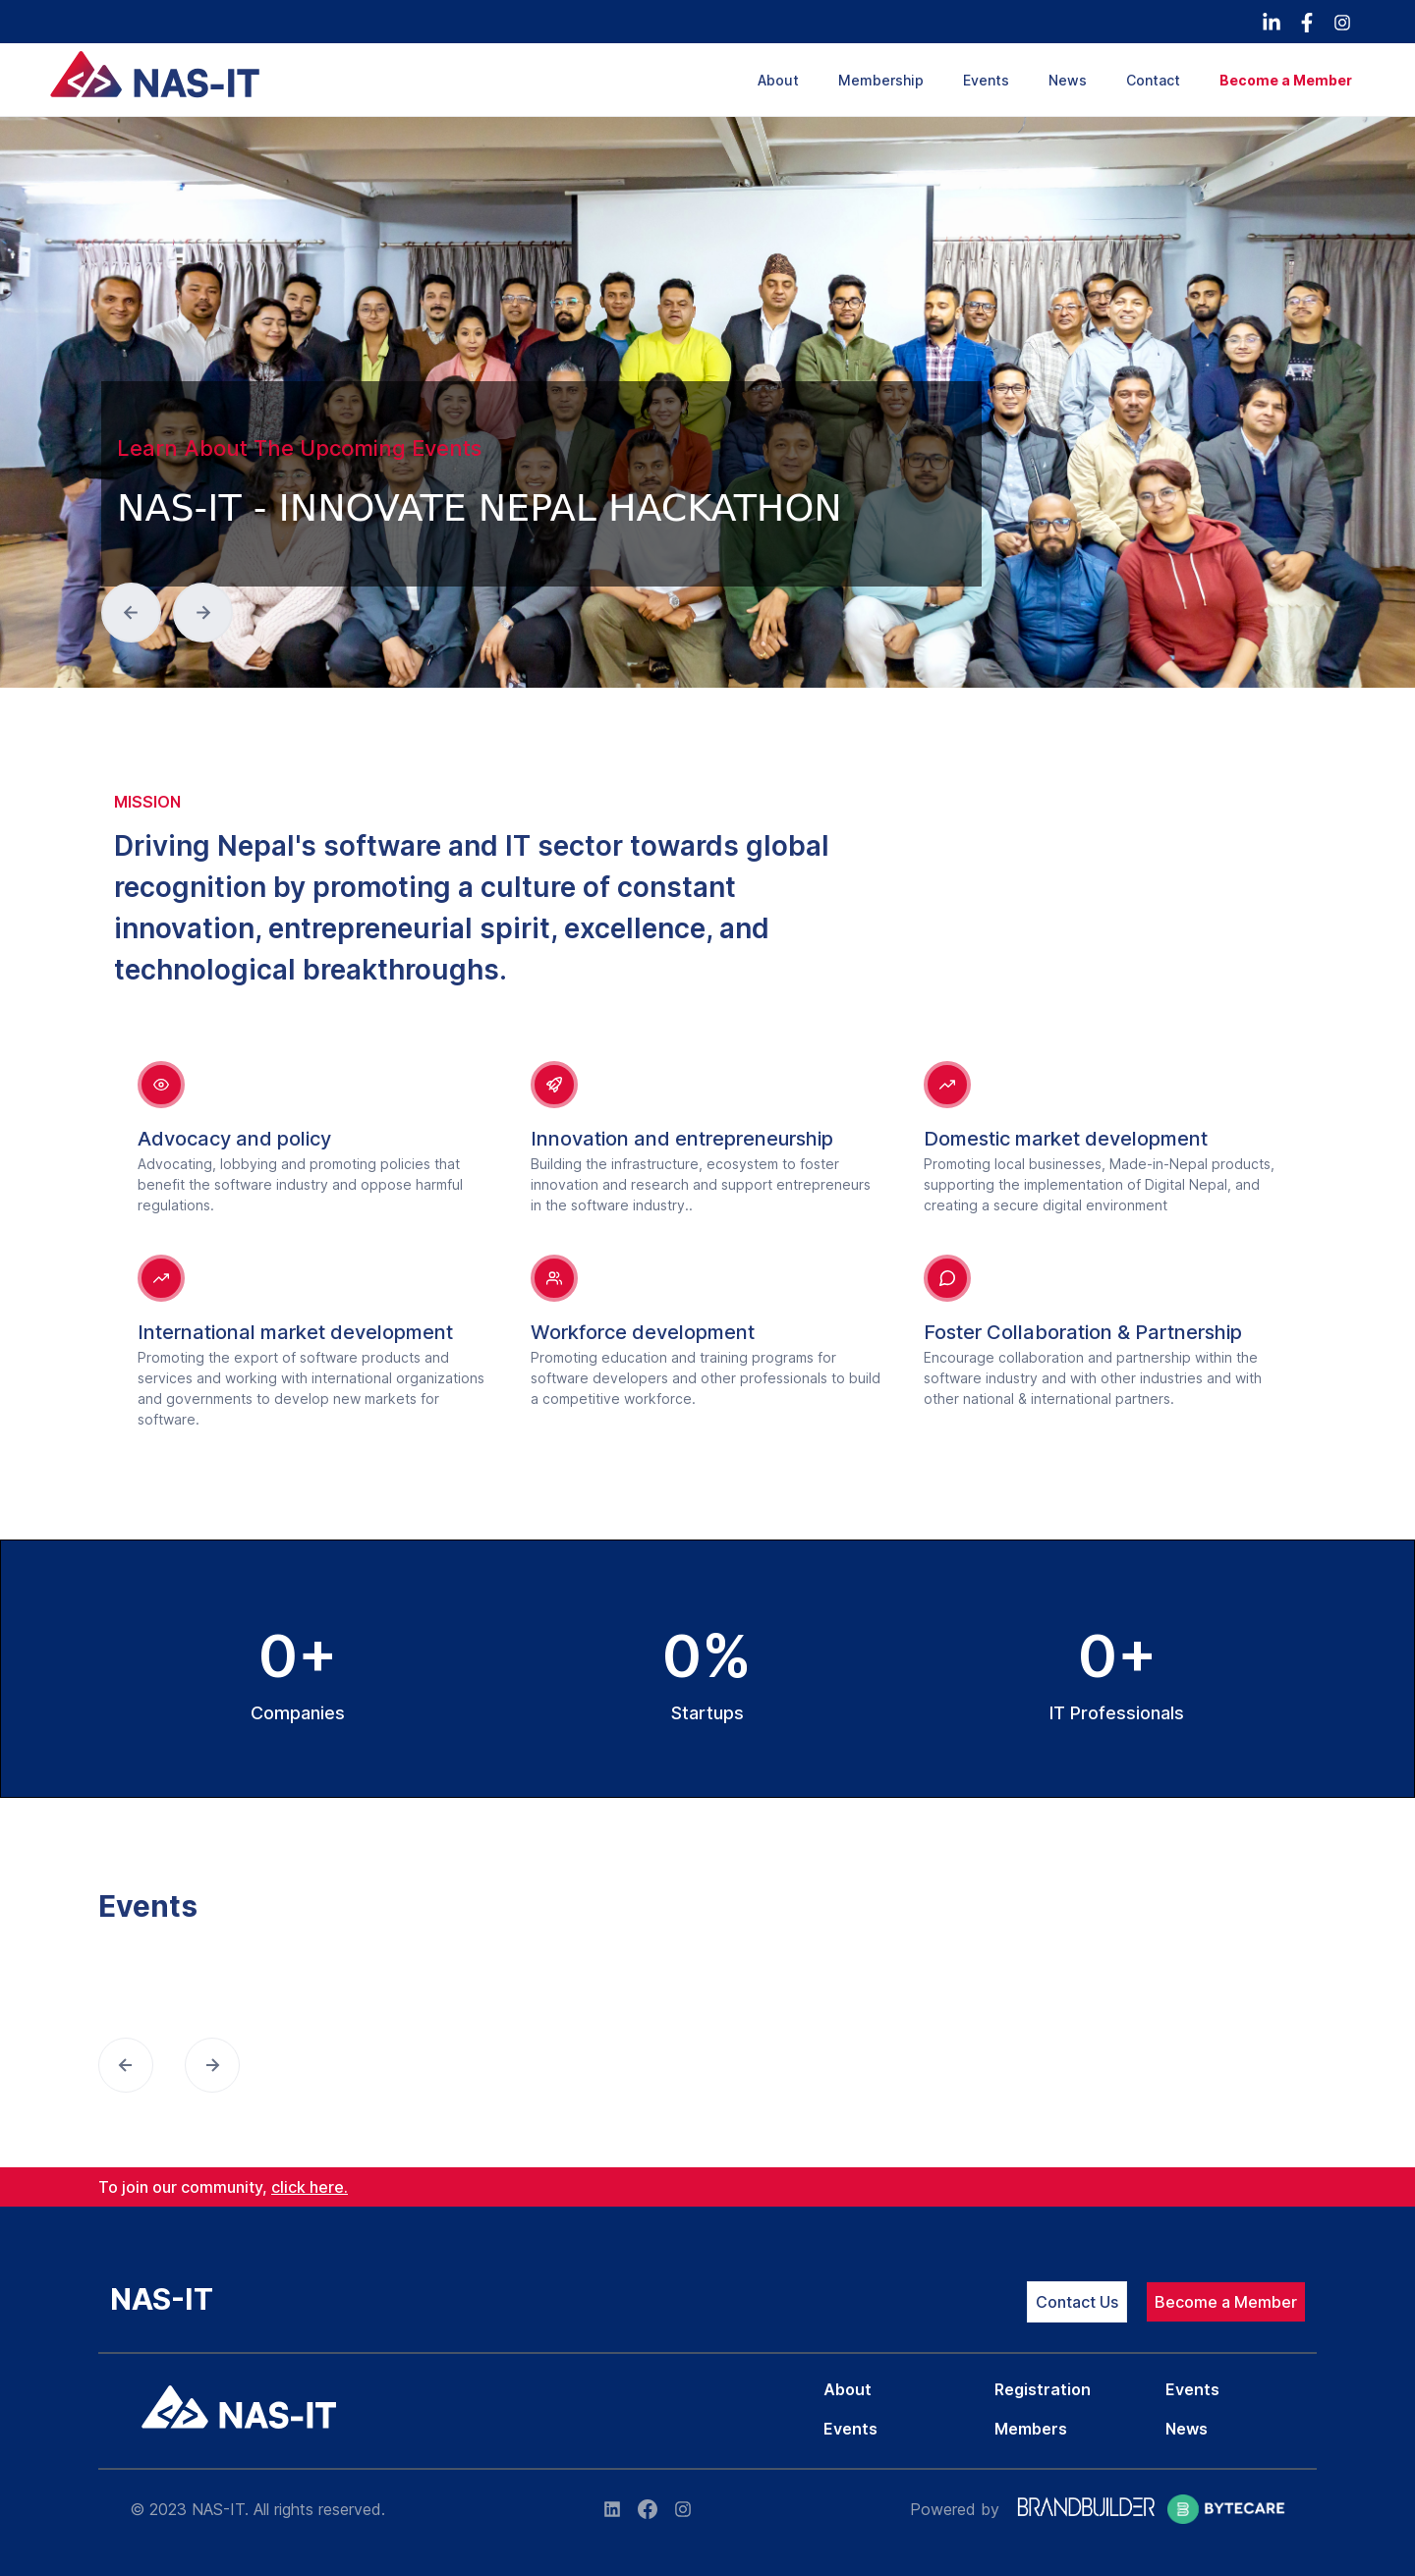 NAS-IT
About Membership Events News Contact Become a Member
Learn About The Upcoming Events
NAS-IT - INNOVATE NEPAL HACKATHON
MISSION
Driving Nepal's software and IT sector towards global
recognition by promoting a culture of constant
innovation, entrepreneurial spirit, excellence, and
technological breakthroughs.
Advocacy and policy
Advocating, lobbying and promoting policies that
benefit the software industry and oppose harmful
regulations.
Innovation and entrepreneurship
Building the infrastructure, ecosystem to foster
innovation and research and support entrepreneurs
in the software industry..
Domestic market development
Promoting local businesses, Made-in-Nepal products,
supporting the implementation of Digital Nepal, and
creating a secure digital environment
International market development
Promoting the export of software products and
services and working with international organizations
and governments to develop new markets for
software.
Workforce development
Promoting education and training programs for
software developers and other professionals to build
a competitive workforce.
Foster Collaboration & Partnership
Encourage collaboration and partnership within the
software industry and with other industries and with
other national & international partners.
0+
Companies
0%
Startups
0+
IT Professionals
Events
To join our community, click here.
NAS-IT
Contact Us
Become a Member
NAS-IT
About Registration Events
Events Members News
© 2023 NAS-IT. All rights reserved.
Powered by BRANDBUILDER BYTECARE